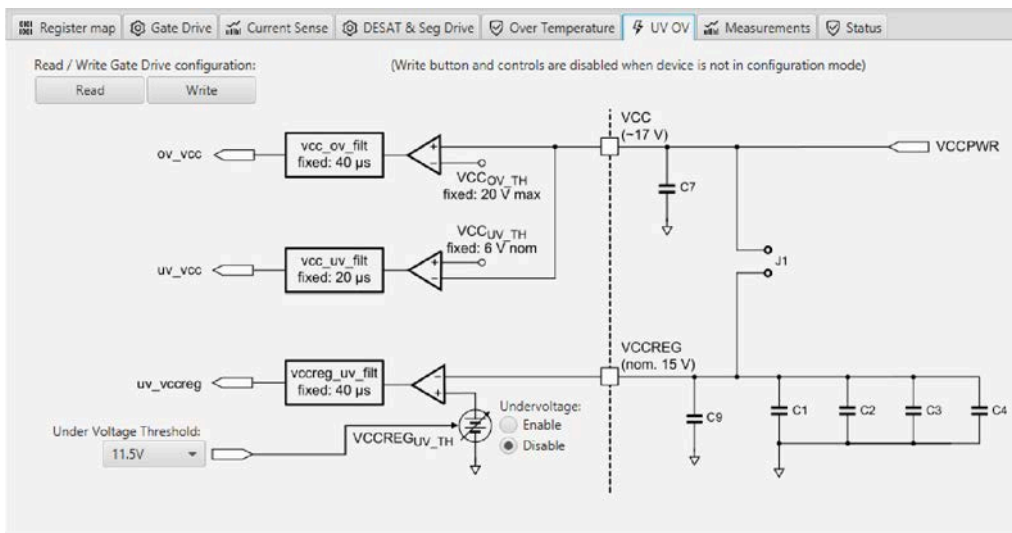 Register map
Gate Drive
Current Sense
DESAT & Seg Drive
Over Temperature
UV OV
Measurements
Status
Read / Write Gate Drive configuration:
(Write button and controls are disabled when device is not in configuration mode)
Read
Write
VCC
(~17 V)
VCCPWR
ov_vcc
vcc_ov_filt
fixed: 40 µs
+
−
VCCOV_TH
fixed: 20 V max
C7
VCCUV_TH
fixed: 6 V nom
uv_vcc
vcc_uv_filt
fixed: 20 µs
+
−
J1
VCCREG
(nom. 15 V)
uv_vccreg
vccreg_uv_filt
fixed: 40 µs
−
+
C9
C1
C2
C3
C4
Under Voltage Threshold:
11.5V
VCCREGUV_TH
Undervoltage:
Enable
Disable